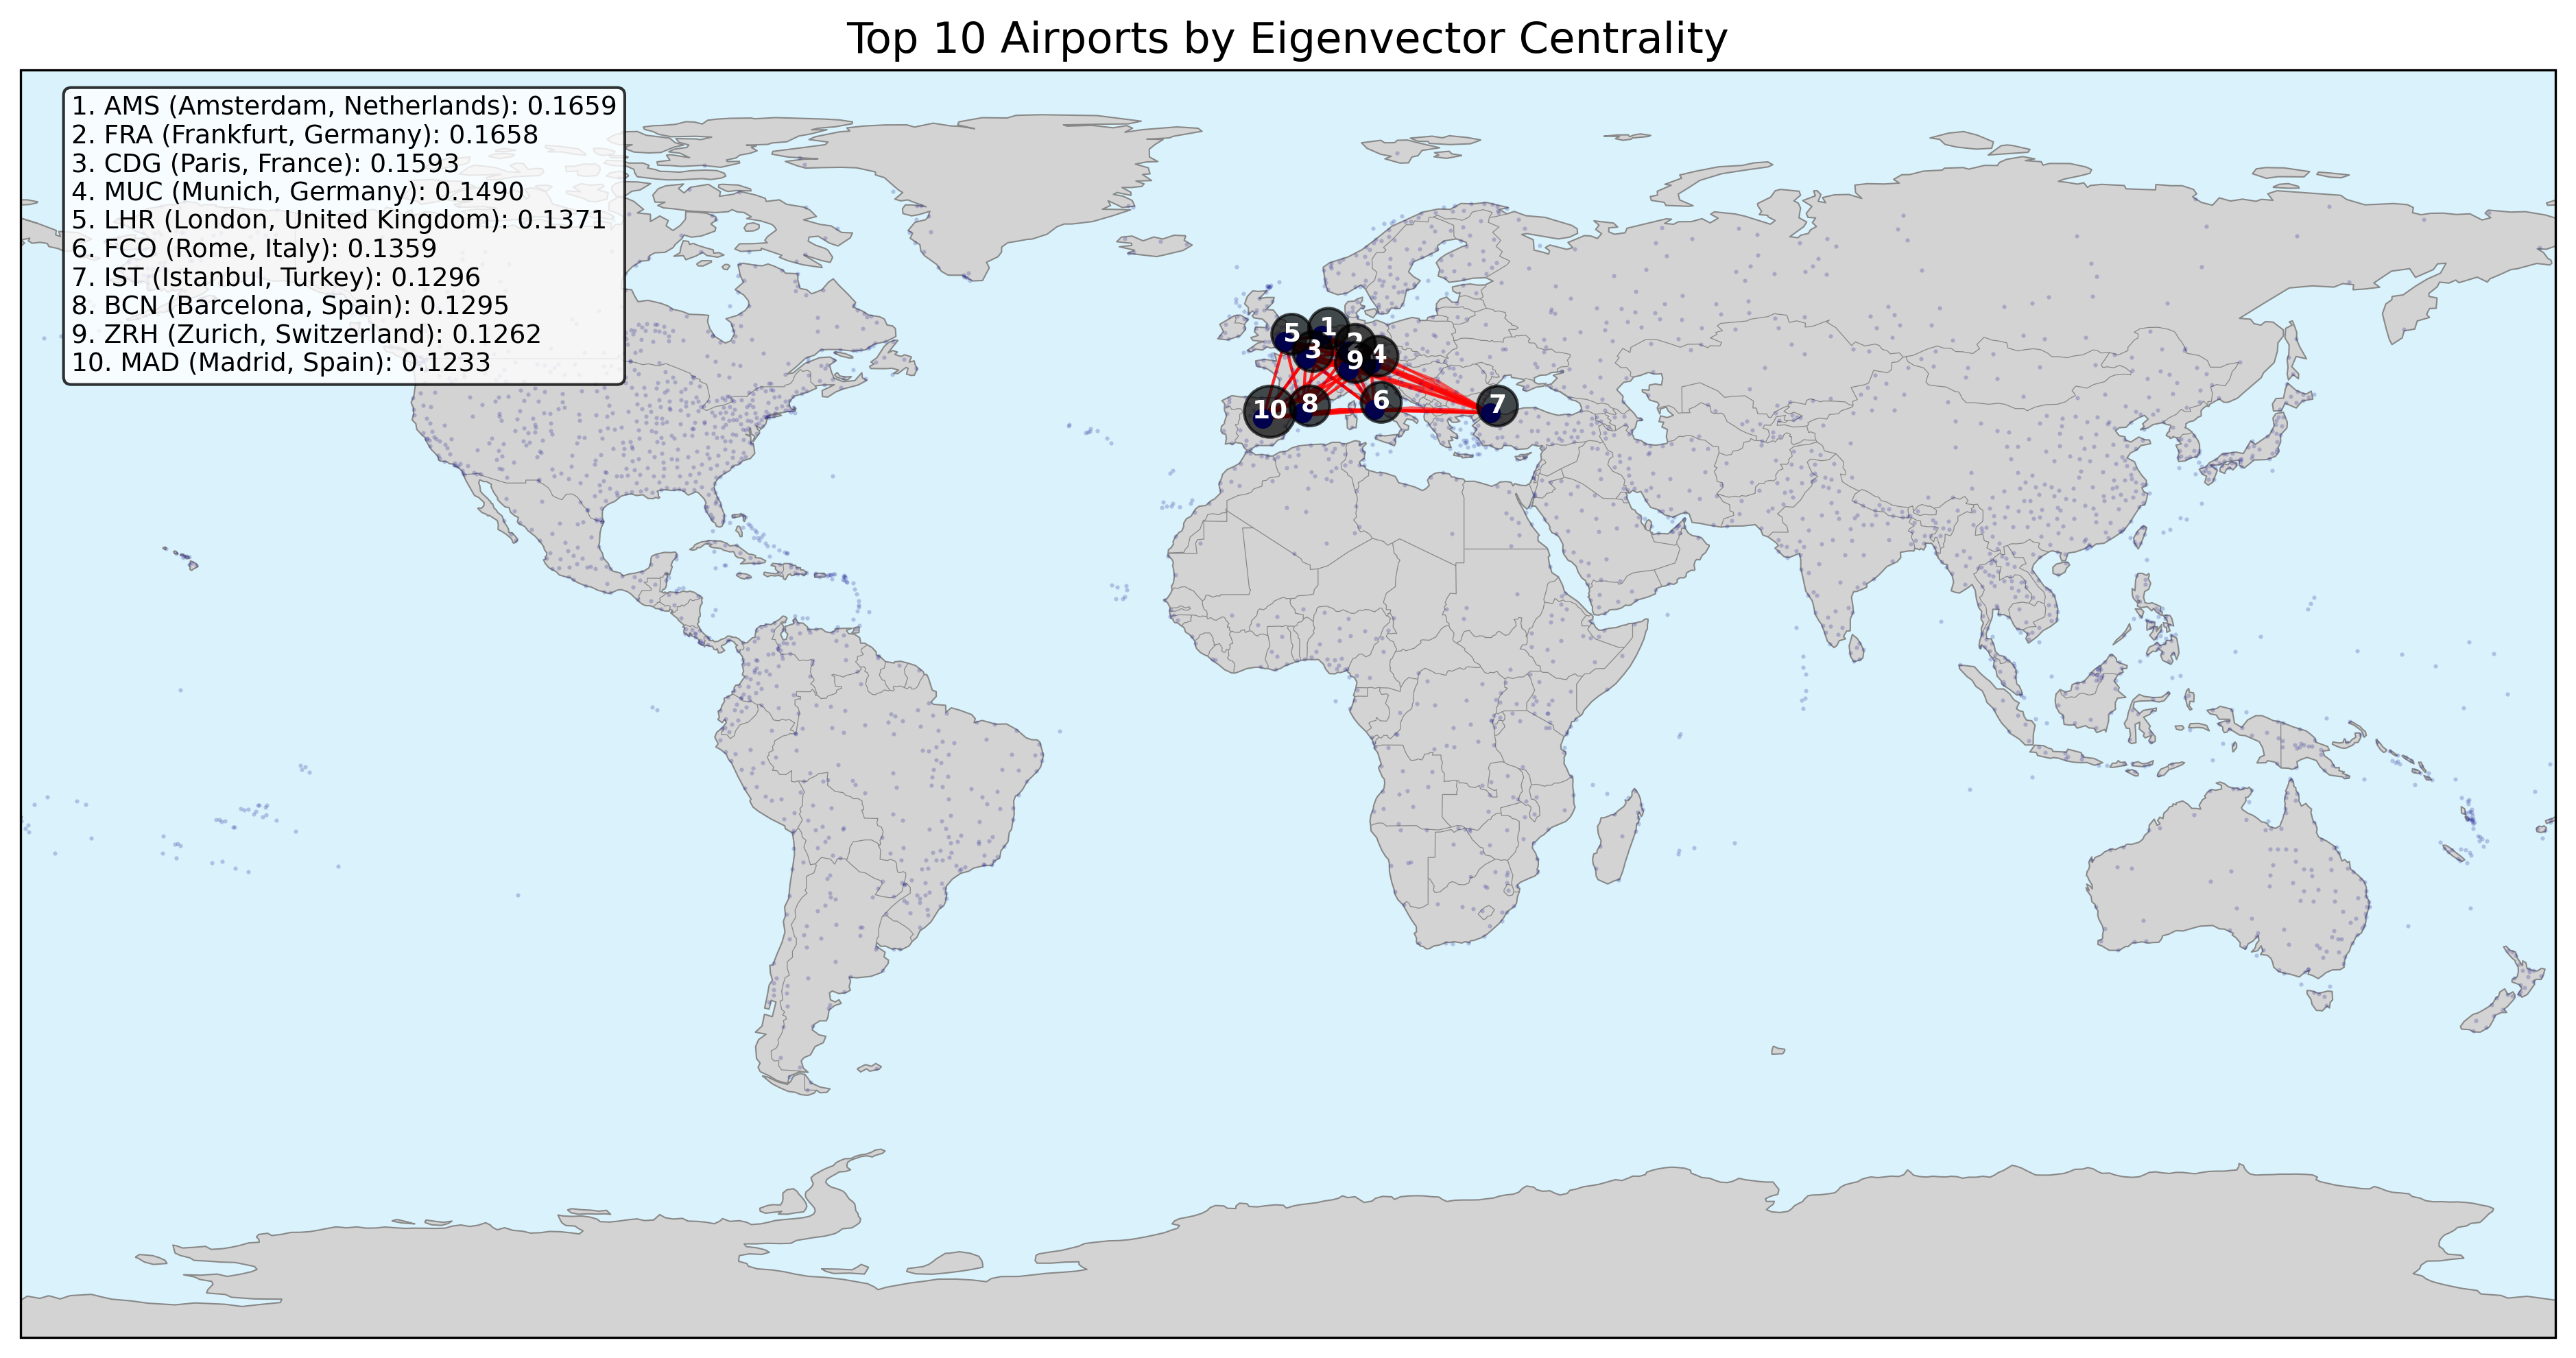 Top 10 Airports by Eigenvector Centrality
1. AMS (Amsterdam, Netherlands): 0.1659
2. FRA (Frankfurt, Germany): 0.1658
3. CDG (Paris, France): 0.1593
4. MUC (Munich, Germany): 0.1490
5. LHR (London, United Kingdom): 0.1371
6. FCO (Rome, Italy): 0.1359
7. IST (Istanbul, Turkey): 0.1296
8. BCN (Barcelona, Spain): 0.1295
9. ZRH (Zurich, Switzerland): 0.1262
10. MAD (Madrid, Spain): 0.1233
5
1
2
3
9
4
10
8
6
7